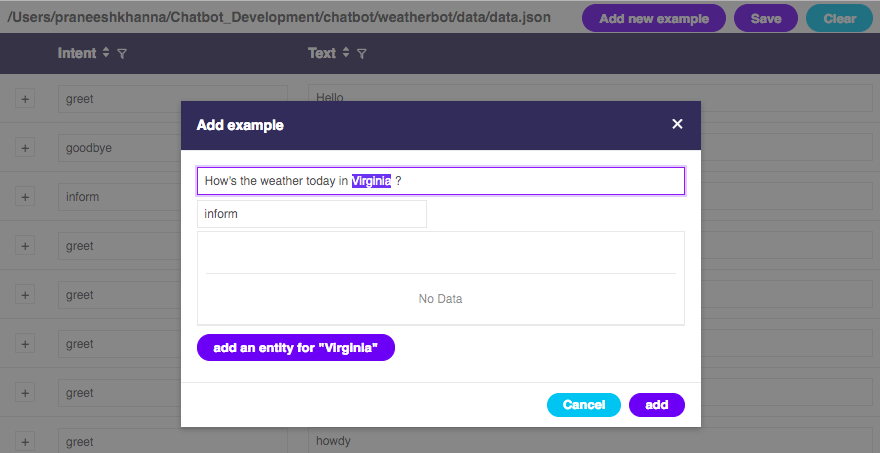 /Users/praneeshkhanna/Chatbot_Development/chatbot/weatherbot/data/data.json Add new example Save Clear
Intent Text
+ greet Hello
Add example ×
+ goodbye
How's the weather today in Virginia ?
+ inform
inform
+ greet
+ greet
No Data
+ greet
add an entity for "Virginia"
+ greet
Cancel add
+ greet howdy